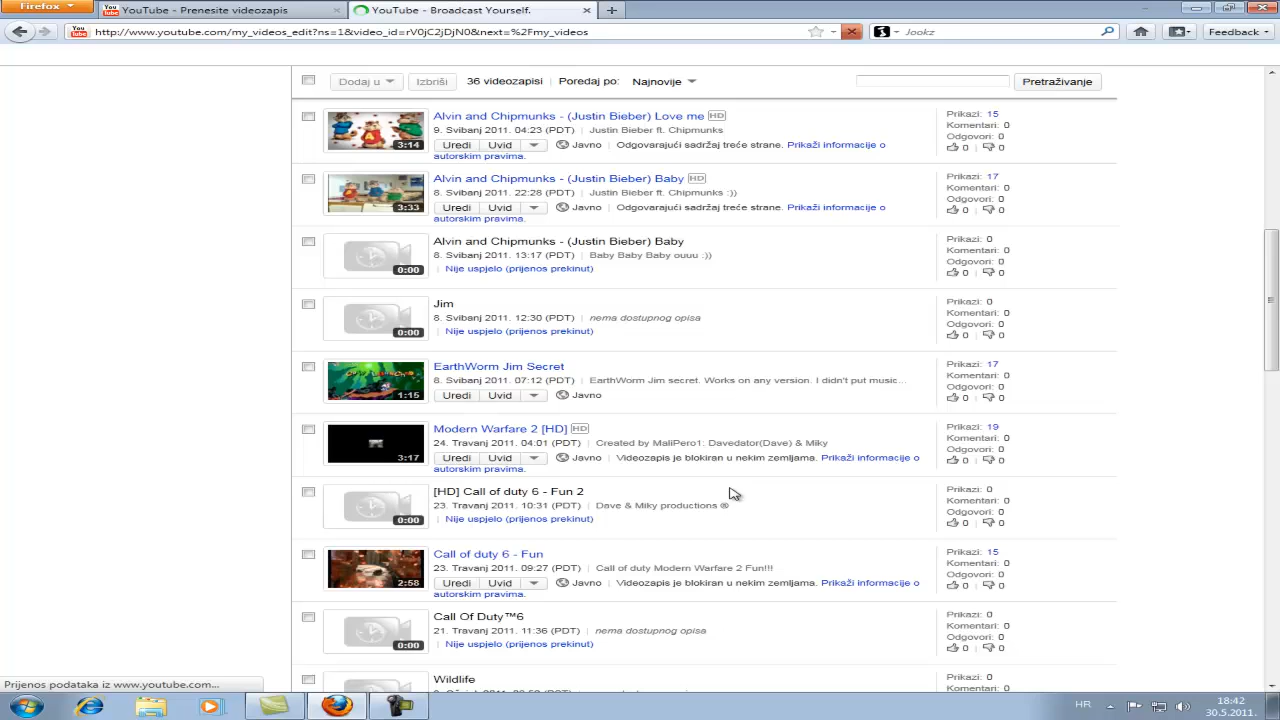 Firefox
YouTube - Prenesite videozapis
YouTube - Broadcast Yourself.
http://www.youtube.com/my_videos_edit?ns=1&video_id=rV0jC2jDjN0&next=%2Fmy_videos
Jookz
Feedback
Dodaj u
Izbriši
36 videozapisi
Poredaj po:
Najnovije
Pretraživanje
3:14
Alvin and Chipmunks - (Justin Bieber) Love me HD
9. Svibanj 2011. 04:23 (PDT) | Justin Bieber ft. Chipmunks
Uredi Uvid Javno Odgovarajući sadržaj treće strane. Prikaži informacije o
autorskim pravima.
Prikazi: 15
Komentari: 0
Odgovori: 0
0 | 0
3:33
Alvin and Chipmunks - (Justin Bieber) Baby HD
8. Svibanj 2011. 22:28 (PDT) | Justin Bieber ft. Chipmunks :))
Uredi Uvid Javno Odgovarajući sadržaj treće strane. Prikaži informacije o
autorskim pravima.
Prikazi: 17
Komentari: 0
Odgovori: 0
0 | 0
0:00
Alvin and Chipmunks - (Justin Bieber) Baby
8. Svibanj 2011. 13:17 (PDT) | Baby Baby Baby ouuu :))
| Nije uspjelo (prijenos prekinut)
Prikazi: 0
Komentari: 0
Odgovori: 0
0 | 0
0:00
Jim
8. Svibanj 2011. 12:30 (PDT) | nema dostupnog opisa
| Nije uspjelo (prijenos prekinut)
Prikazi: 0
Komentari: 0
Odgovori: 0
0 | 0
1:15
EarthWorm Jim Secret
8. Svibanj 2011. 07:12 (PDT) | EarthWorm Jim secret. Works on any version. I didn't put music...
Uredi Uvid Javno
Prikazi: 17
Komentari: 0
Odgovori: 0
0 | 0
3:17
Modern Warfare 2 [HD] HD
24. Travanj 2011. 04:01 (PDT) | Created by MaliPero1: Davedator(Dave) & Miky
Uredi Uvid Javno Videozapis je blokiran u nekim zemljama. Prikaži informacije o
autorskim pravima.
Prikazi: 19
Komentari: 0
Odgovori: 0
0 | 0
0:00
[HD] Call of duty 6 - Fun 2
23. Travanj 2011. 10:31 (PDT) | Dave & Miky productions ®
| Nije uspjelo (prijenos prekinut)
Prikazi: 0
Komentari: 0
Odgovori: 0
0 | 0
2:58
Call of duty 6 - Fun
23. Travanj 2011. 09:27 (PDT) | Call of duty Modern Warfare 2 Fun!!!
Uredi Uvid Javno Videozapis je blokiran u nekim zemljama. Prikaži informacije o
autorskim pravima.
Prikazi: 15
Komentari: 0
Odgovori: 0
0 | 0
0:00
Call Of Duty™6
21. Travanj 2011. 11:36 (PDT) | nema dostupnog opisa
| Nije uspjelo (prijenos prekinut)
Prikazi: 0
Komentari: 0
Odgovori: 0
0 | 0
Wildlife
Prikazi: 0
Komentari: 0
Prijenos podataka iz www.youtube.com...
HR
18:42
30.5.2011.